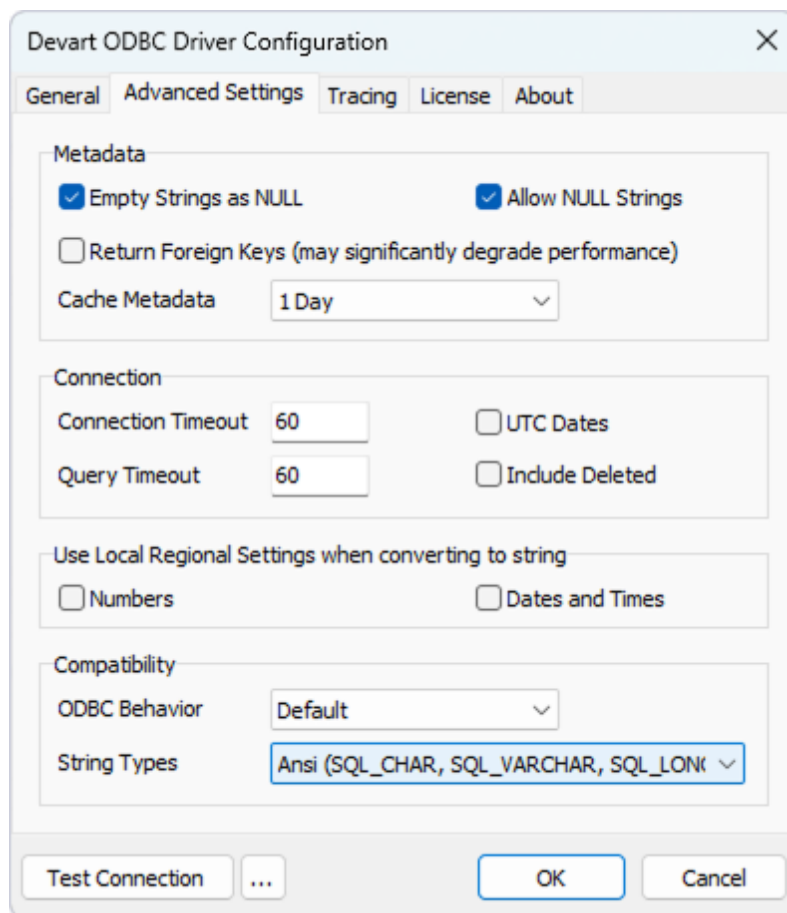 Devart ODBC Driver Configuration
General Advanced Settings Tracing License About
Metadata
Empty Strings as NULL Allow NULL Strings
Return Foreign Keys (may significantly degrade performance)
Cache Metadata 1 Day
Connection
Connection Timeout 60 UTC Dates
Query Timeout 60 Include Deleted
Use Local Regional Settings when converting to string
Numbers Dates and Times
Compatibility
ODBC Behavior Default
String Types Ansi (SQL_CHAR, SQL_VARCHAR, SQL_LON
Test Connection ... OK Cancel